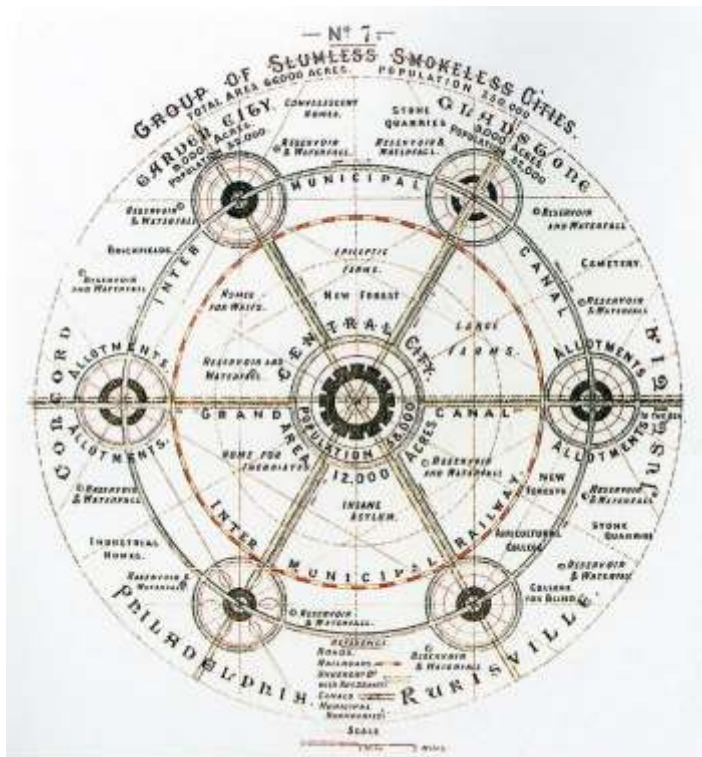 — Nº 7. —
GROUP OF SLUMLESS SMOKELESS CITIES.
TOTAL AREA 66000 ACRES. POPULATION 250,000
GARDEN CITY
9,000 ACRES.
POPULATION 32,000
CONVALESCENT
HOMES.
STONE
QUARRIES
GLADSTONE
9,000 ACRES
POPULATION 32,000
RESERVOIR
& WATERFALL
RESERVOIR &
WATERFALL.
INTER MUNICIPAL CANAL
RESERVOIR
& WATERFALL
RESERVOIR
AND WATERFALL
BRICKFIELDS.
EPILEPTIC
FARMS.
CEMETERY.
RESERVOIR
AND WATERFALL
HOMES
FOR WAIFS.
NEW FOREST
RESERVOIR
& WATERFALL
LARGE
FARMS.
CENTRAL CITY.
RESERVOIR AND
WATERFALL.
CONCORD
ALLOTMENTS.
ALLOTMENTS
GRAND CANAL
POPULATION 58,000
AREA 12,000 ACRES
TO THE SEA
ALLOTMENTS.
ALLOTMENTS
HOME FOR
INEBRIATES.
RESERVOIR
AND WATERFALL
RESERVOIR
& WATERFALL
INSANE
ASYLUM.
NEW
FORESTS
RESERVOIR
& WATERFALL
INTER MUNICIPAL RAILWAY.
STONE
INDUSTRIAL
HOMES.
AGRICULTURAL
COLLEGE
RESERVOIR
& WATERFALL
RESERVOIR &
WATERFALL
COLLEGE
FOR BLIND
RESERVOIR
& WATERFALL.
PHILADELPHIA.
RURISVILLE.
REFERENCE
ROADS.
RAILROADS
RESERVOIR
& WATERFALL
CANALS
MUNICIPAL
BOUNDARIES
SCALE